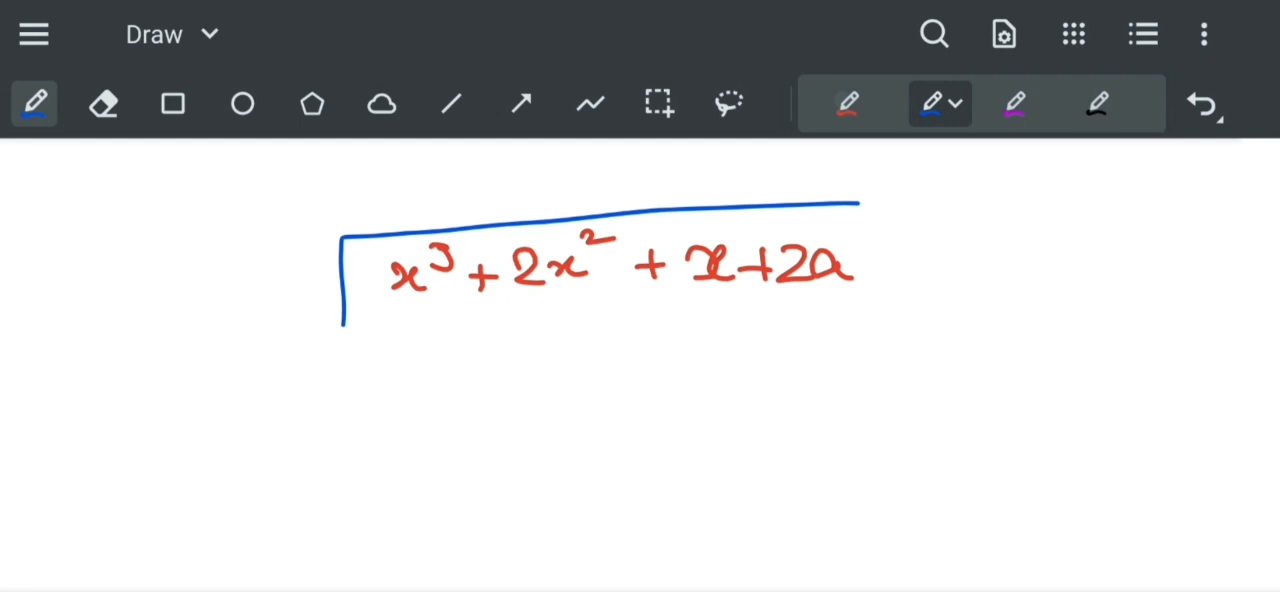 Draw
x³ + 2x² + x + 2a